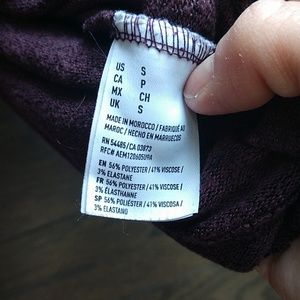 US S
CA P
MX CH
UK S
MADE IN MOROCCO / FABRIQUÉ AU
MAROC / HECHO EN MARRUECOS
RN 54485/CA 03873
RFC# AEM120605U9A
EN 56% POLYESTER / 41% VISCOSE /
3% ELASTANE
FR 56% POLYESTER / 41% VISCOSE /
3% ÉLASTHANNE
SP 56% POLIÉSTER / 41% VISCOSA /
3% ELASTANO